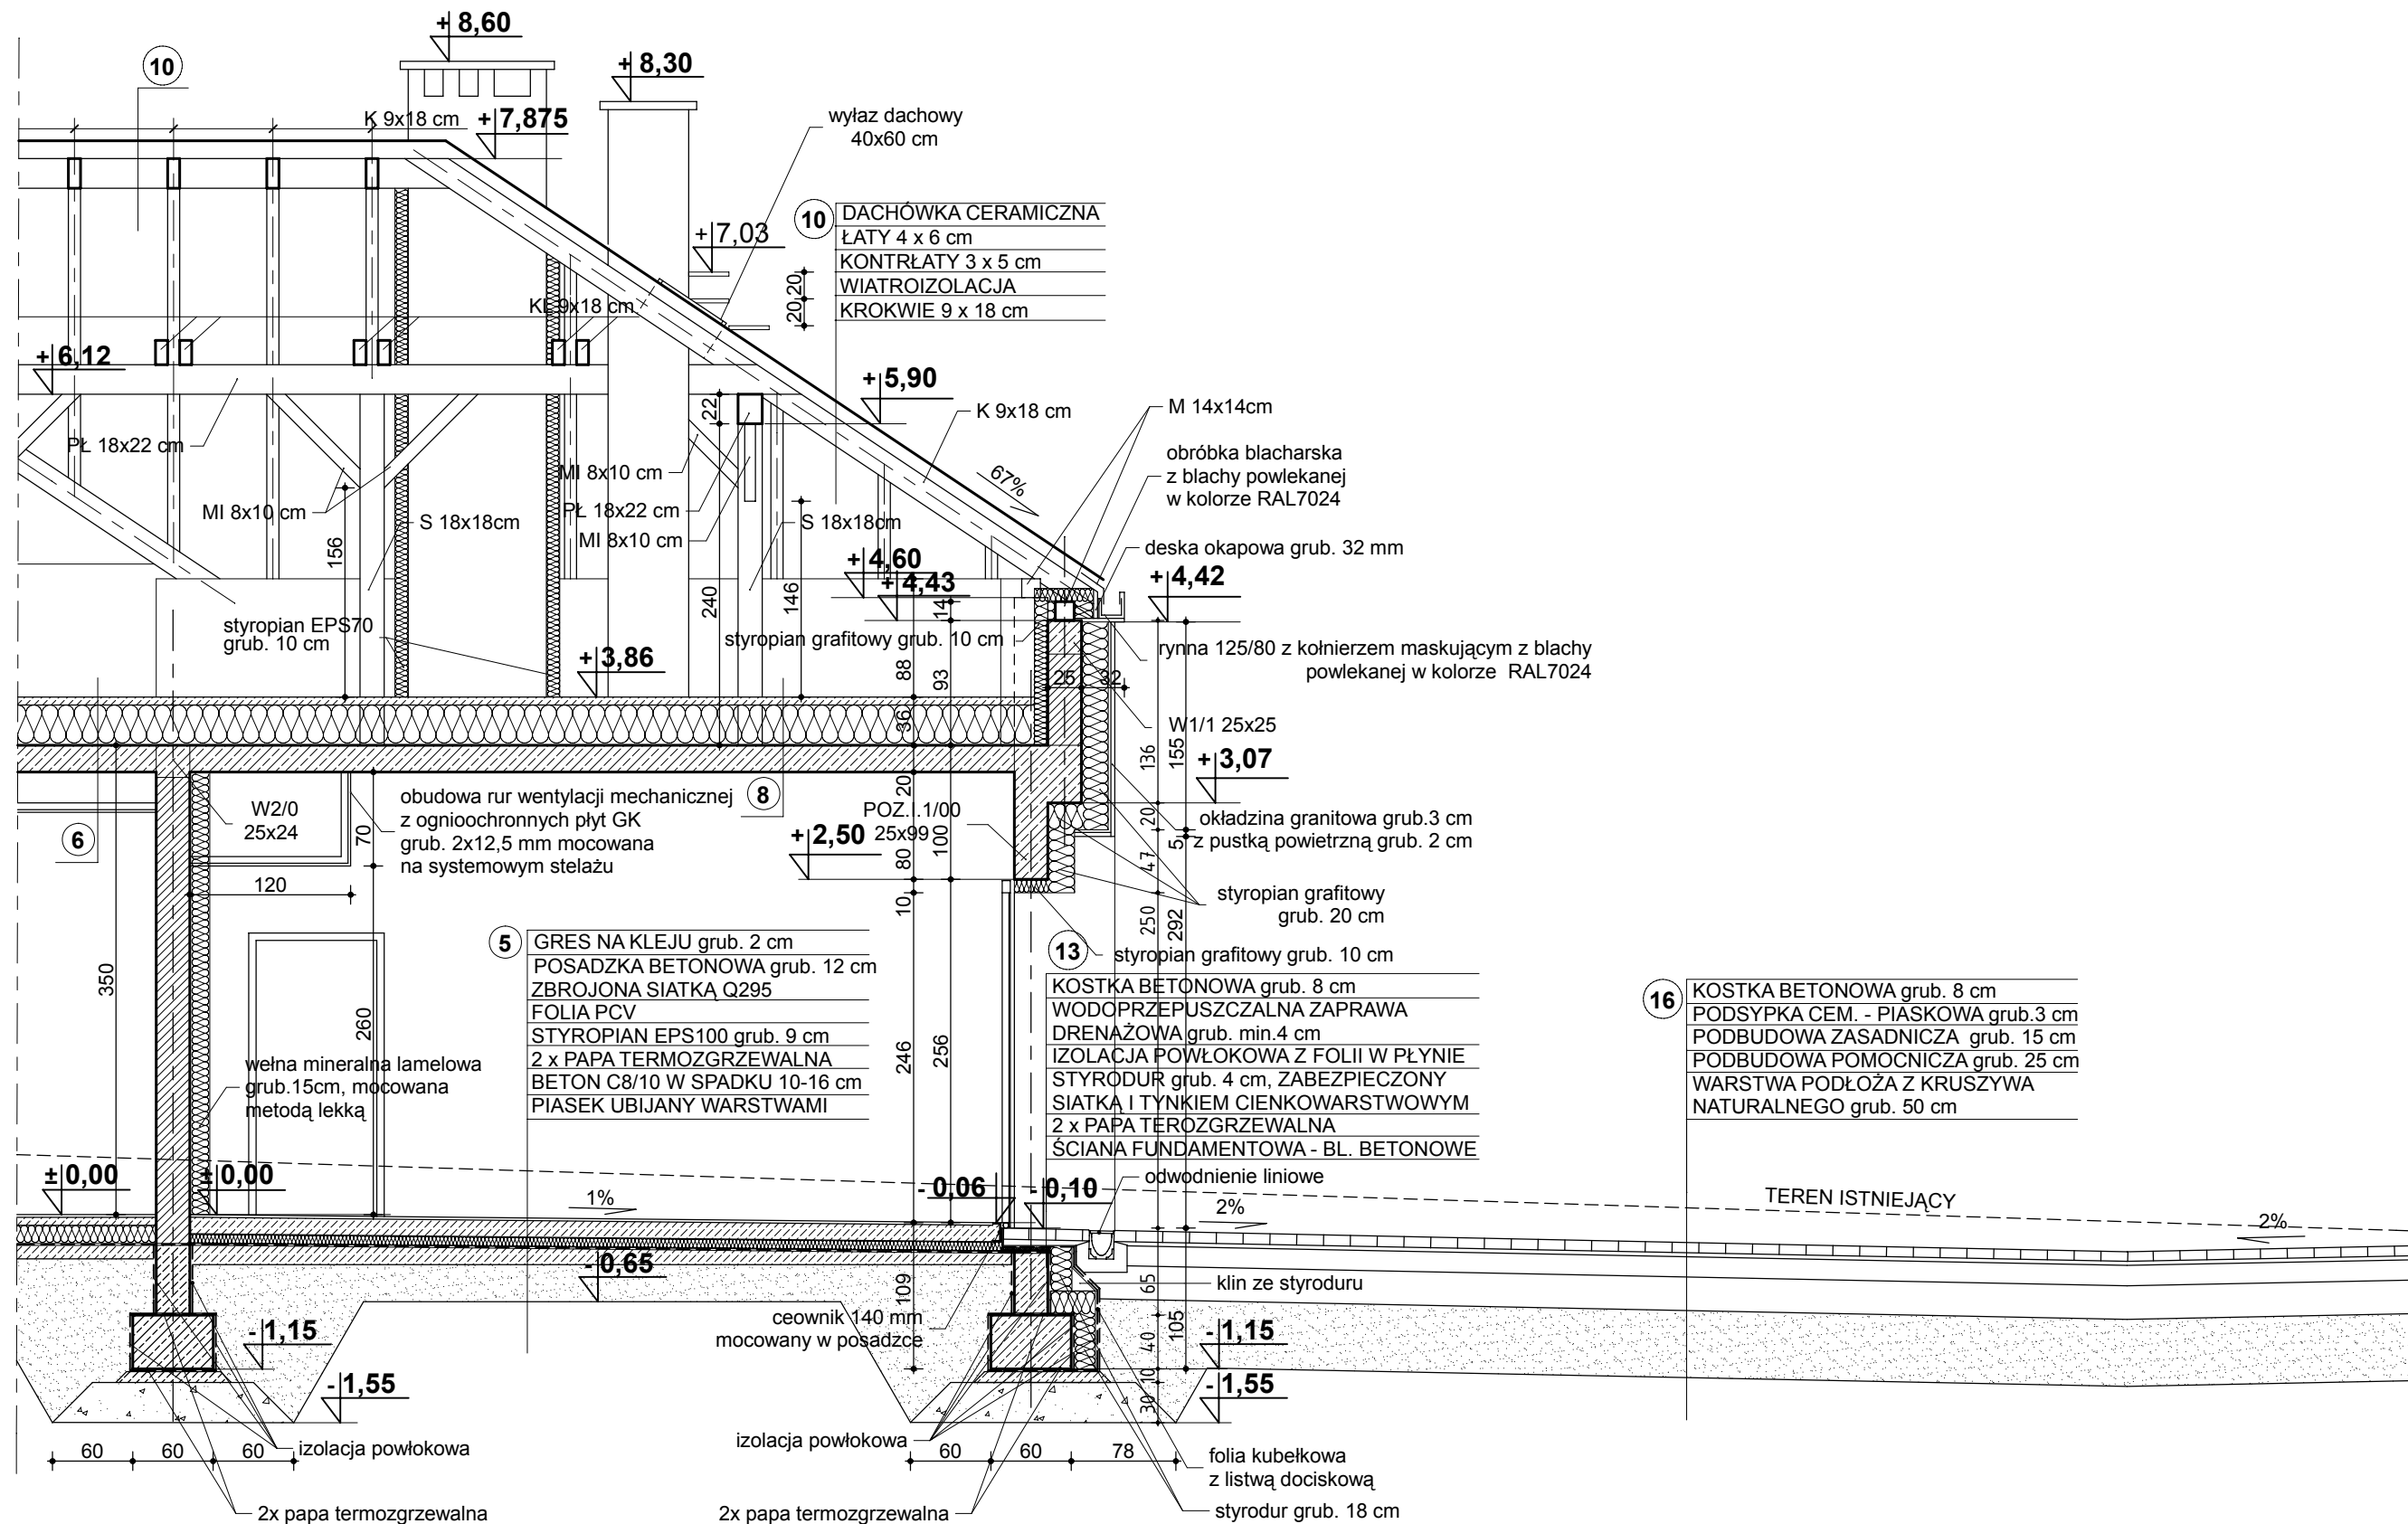 + 8,60
+ 8,30
10
K 9x18 cm
+ 7,875
wyłaz dachowy
40x60 cm
10
DACHÓWKA CERAMICZNA
ŁATY 4 x 6 cm
KONTRŁATY 3 x 5 cm
WIATROIZOLACJA
KROKWIE 9 x 18 cm
+ 7,03
20
20
KL 9x18 cm
+ 6,12
+ 5,90
22
K 9x18 cm
M 14x14cm
PŁ 18x22 cm
obróbka blacharska
z blachy powlekanej
w kolorze RAL7024
MI 8x10 cm
67%
MI 8x10 cm
S 18x18cm
PŁ 18x22 cm
S 18x18cm
MI 8x10 cm
156
deska okapowa grub. 32 mm
+ 4,60
+ 4,43
+ 4,42
240
146
14
styropian EPS70
grub. 10 cm
styropian grafitowy grub. 10 cm
rynna 125/80 z kołnierzem maskującym z blachy
powlekanej w kolorze RAL7024
+ 3,86
88
93
25
32
36
W1/1 25x25
136
155
+ 3,07
W2/0
25x24
70
obudowa rur wentylacji mechanicznej
z ognioochronnych płyt GK
grub. 2x12,5 mm mocowana
na systemowym stelażu
8
20
POZ.I.1/00
25x99
100
20
okładzina granitowa grub.3 cm
z pustką powietrzną grub. 2 cm
6
+ 2,50
80
5
47
120
10
styropian grafitowy
grub. 20 cm
250
292
5
GRES NA KLEJU grub. 2 cm
POSADZKA BETONOWA grub. 12 cm
ZBROJONA SIATKĄ Q295
FOLIA PCV
STYROPIAN EPS100 grub. 9 cm
2 x PAPA TERMOZGRZEWALNA
BETON C8/10 W SPADKU 10-16 cm
PIASEK UBIJANY WARSTWAMI
13
styropian grafitowy grub. 10 cm
KOSTKA BETONOWA grub. 8 cm
WODOPRZEPUSZCZALNA ZAPRAWA
DRENAŻOWA grub. min.4 cm
IZOLACJA POWŁOKOWA Z FOLII W PŁYNIE
STYRODUR grub. 4 cm, ZABEZPIECZONY
SIATKĄ I TYNKIEM CIENKOWARSTWOWYM
2 x PAPA TEROZGRZEWALNA
ŚCIANA FUNDAMENTOWA - BL. BETONOWE
16
KOSTKA BETONOWA grub. 8 cm
PODSYPKA CEM. - PIASKOWA grub.3 cm
PODBUDOWA ZASADNICZA grub. 15 cm
PODBUDOWA POMOCNICZA grub. 25 cm
WARSTWA PODŁOŻA Z KRUSZYWA
NATURALNEGO grub. 50 cm
350
260
246
256
wełna mineralna lamelowa
grub.15cm, mocowana
metodą lekką
± 0,00
± 0,00
1%
- 0,06
- 0,10
odwodnienie liniowe
2%
TEREN ISTNIEJĄCY
2%
- 0,65
109
65
klin ze styroduru
ceownik 140 mm
mocowany w posadzce
- 1,15
40
105
- 1,15
- 1,55
10
30
- 1,55
60
60
60
izolacja powłokowa
izolacja powłokowa
60
60
78
folia kubełkowa
z listwą dociskową
2x papa termozgrzewalna
2x papa termozgrzewalna
styrodur grub. 18 cm